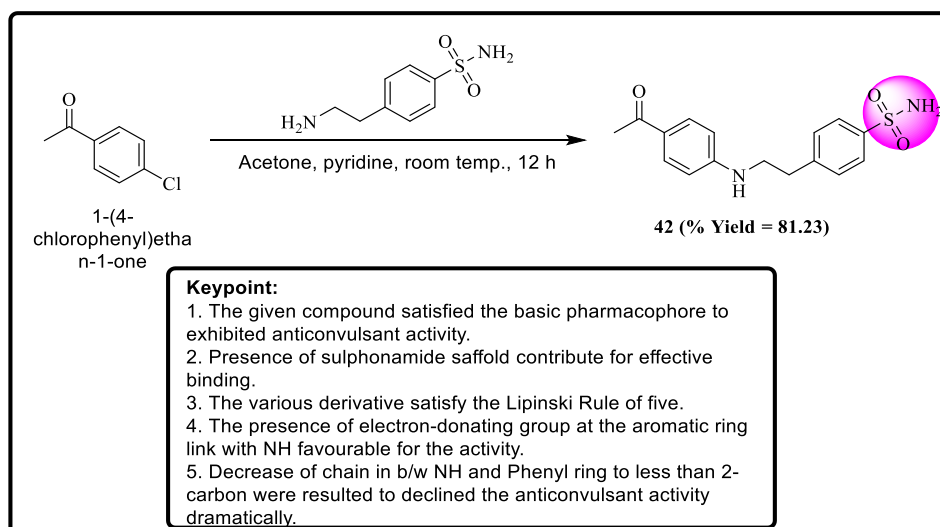 O
O
S
NH2
O
H2N
Cl
Acetone, pyridine, room temp., 12 h
1-(4-
chlorophenyl)etha
n-1-one
O
N
H
O
S
NH2
O
42 (% Yield = 81.23)
Keypoint:
1. The given compound satisfied the basic pharmacophore to
exhibited anticonvulsant activity.
2. Presence of sulphonamide saffold contribute for effective
binding.
3. The various derivative satisfy the Lipinski Rule of five.
4. The presence of electron-donating group at the aromatic ring
link with NH favourable for the activity.
5. Decrease of chain in b/w NH and Phenyl ring to less than 2-
carbon were resulted to declined the anticonvulsant activity
dramatically.